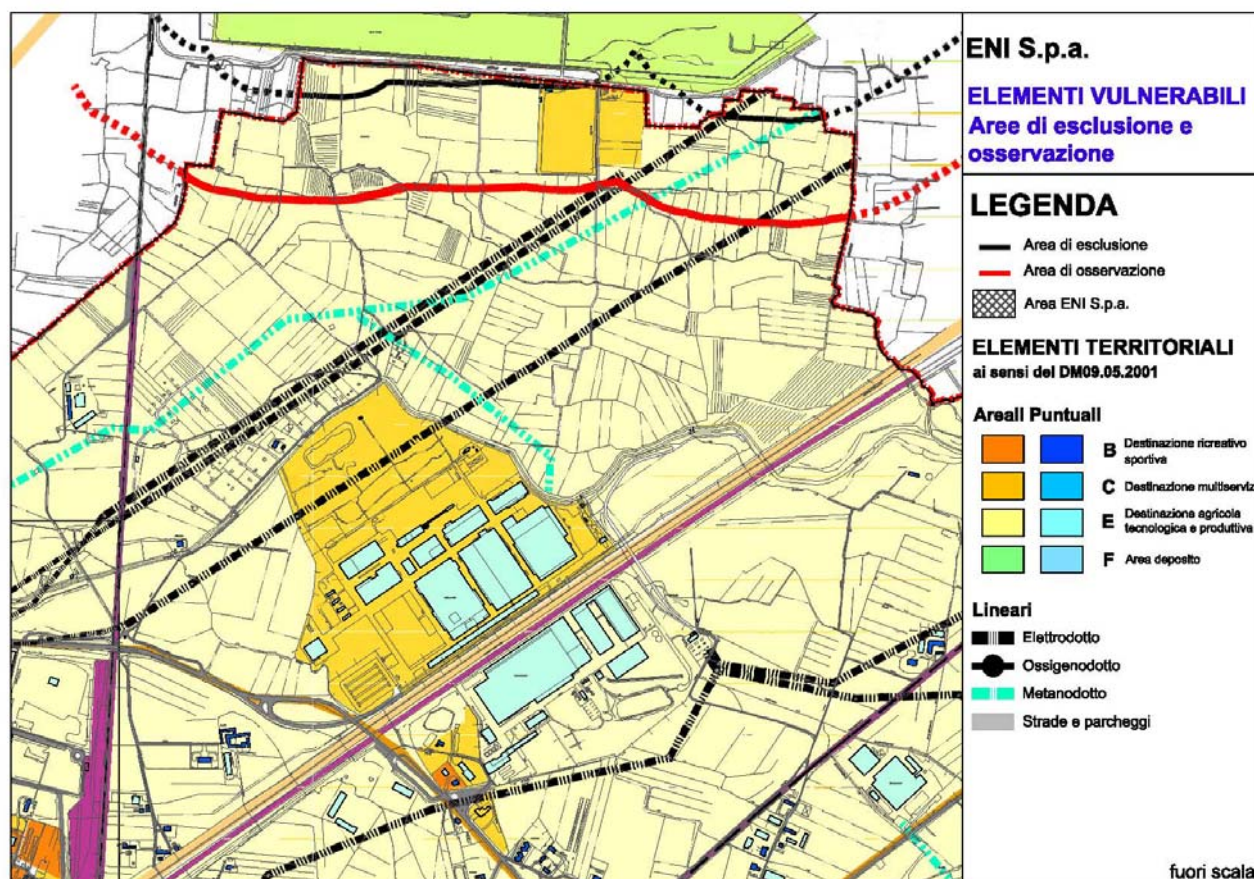 ENI S.p.a.
ELEMENTI VULNERABILI
Aree di esclusione e
osservazione
LEGENDA
Area di esclusione
Area di osservazione
Area ENI S.p.a.
ELEMENTI TERRITORIALI
ai sensi del DM09.05.2001
Areali Puntuali
B Destinazione ricreativo
sportiva
C Destinazione multiserviz
E Destinazione agricola
tecnologica e produttiva
F Area deposito
Lineari
Elettrodotto
Ossigenodotto
Metanodotto
Strade e parcheggi
fuori scala